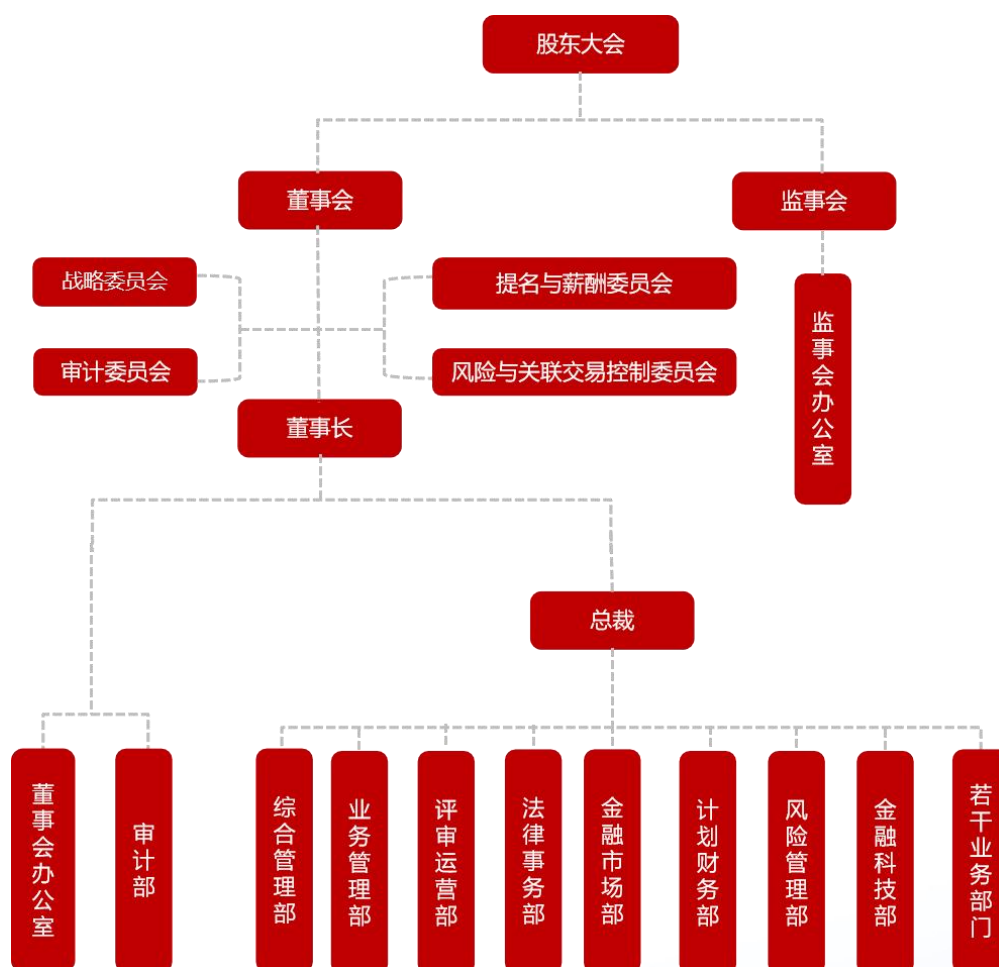 股东大会
董事会
监事会
战略委员会
提名与薪酬委员会
审计委员会
风险与关联交易控制委员会
监事会办公室
董事长
总裁
董事会办公室
审计部
综合管理部
业务管理部
评审运营部
法律事务部
金融市场部
计划财务部
风险管理部
金融科技部
若干业务部门